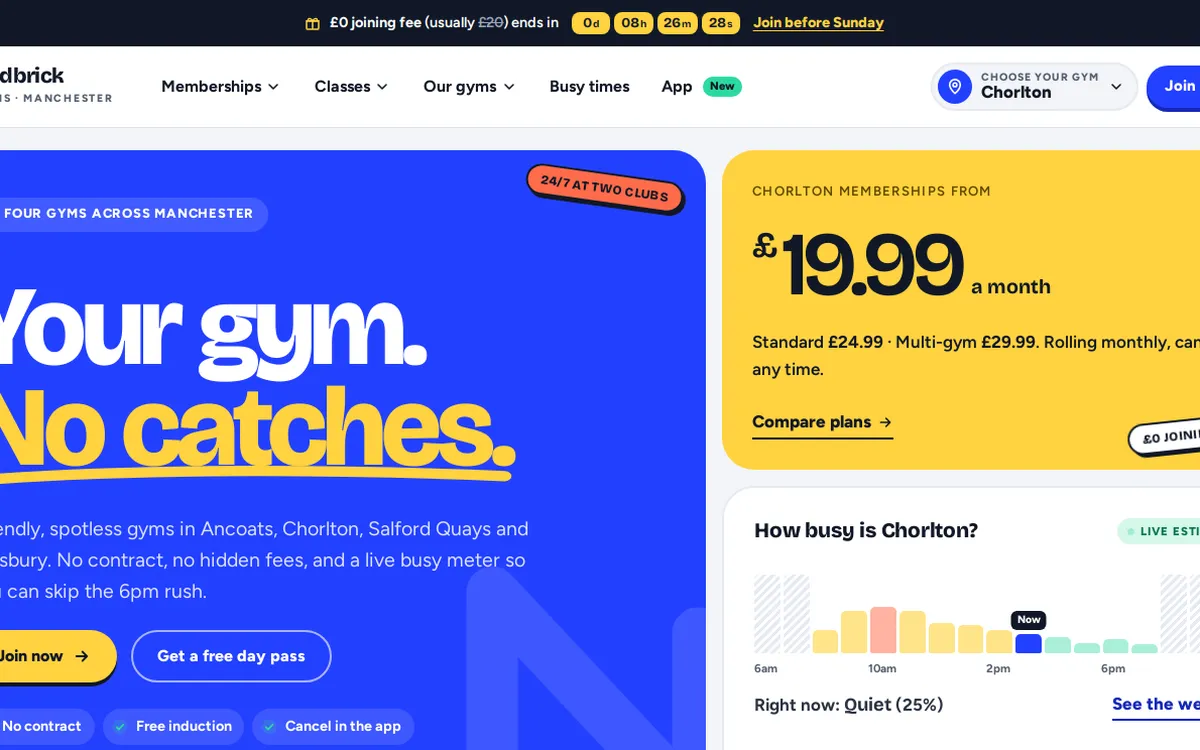 £0 joining fee (usually £20) ends in 0d 08h 26m 28s Join before Sunday
dbrick
· MANCHESTER
Memberships Classes Our gyms Busy times App New
CHOOSE YOUR GYM
Chorlton
Join
24/7 AT TWO CLUBS
FOUR GYMS ACROSS MANCHESTER
Your gym.
No catches.
endly, spotless gyms in Ancoats, Chorlton, Salford Quays and
sbury. No contract, no hidden fees, and a live busy meter so
can skip the 6pm rush.
Join now →
Get a free day pass
No contract
Free induction
Cancel in the app
CHORLTON MEMBERSHIPS FROM
£19.99 a month
Standard £24.99 · Multi-gym £29.99. Rolling monthly, can
any time.
Compare plans →
£0 JOINI
How busy is Chorlton?
LIVE ESTI
Now
6am 10am 2pm 6pm
Right now: Quiet (25%)
See the we